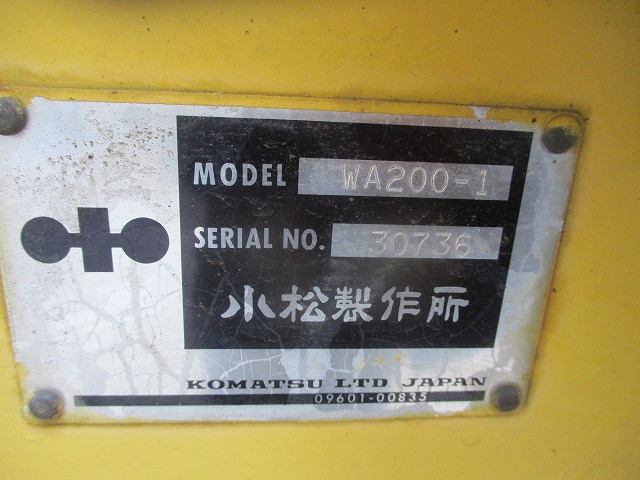 MODEL WA200-1
SERIAL NO. 30736
小松製作所
KOMATSU LTD JAPAN
09601-00835